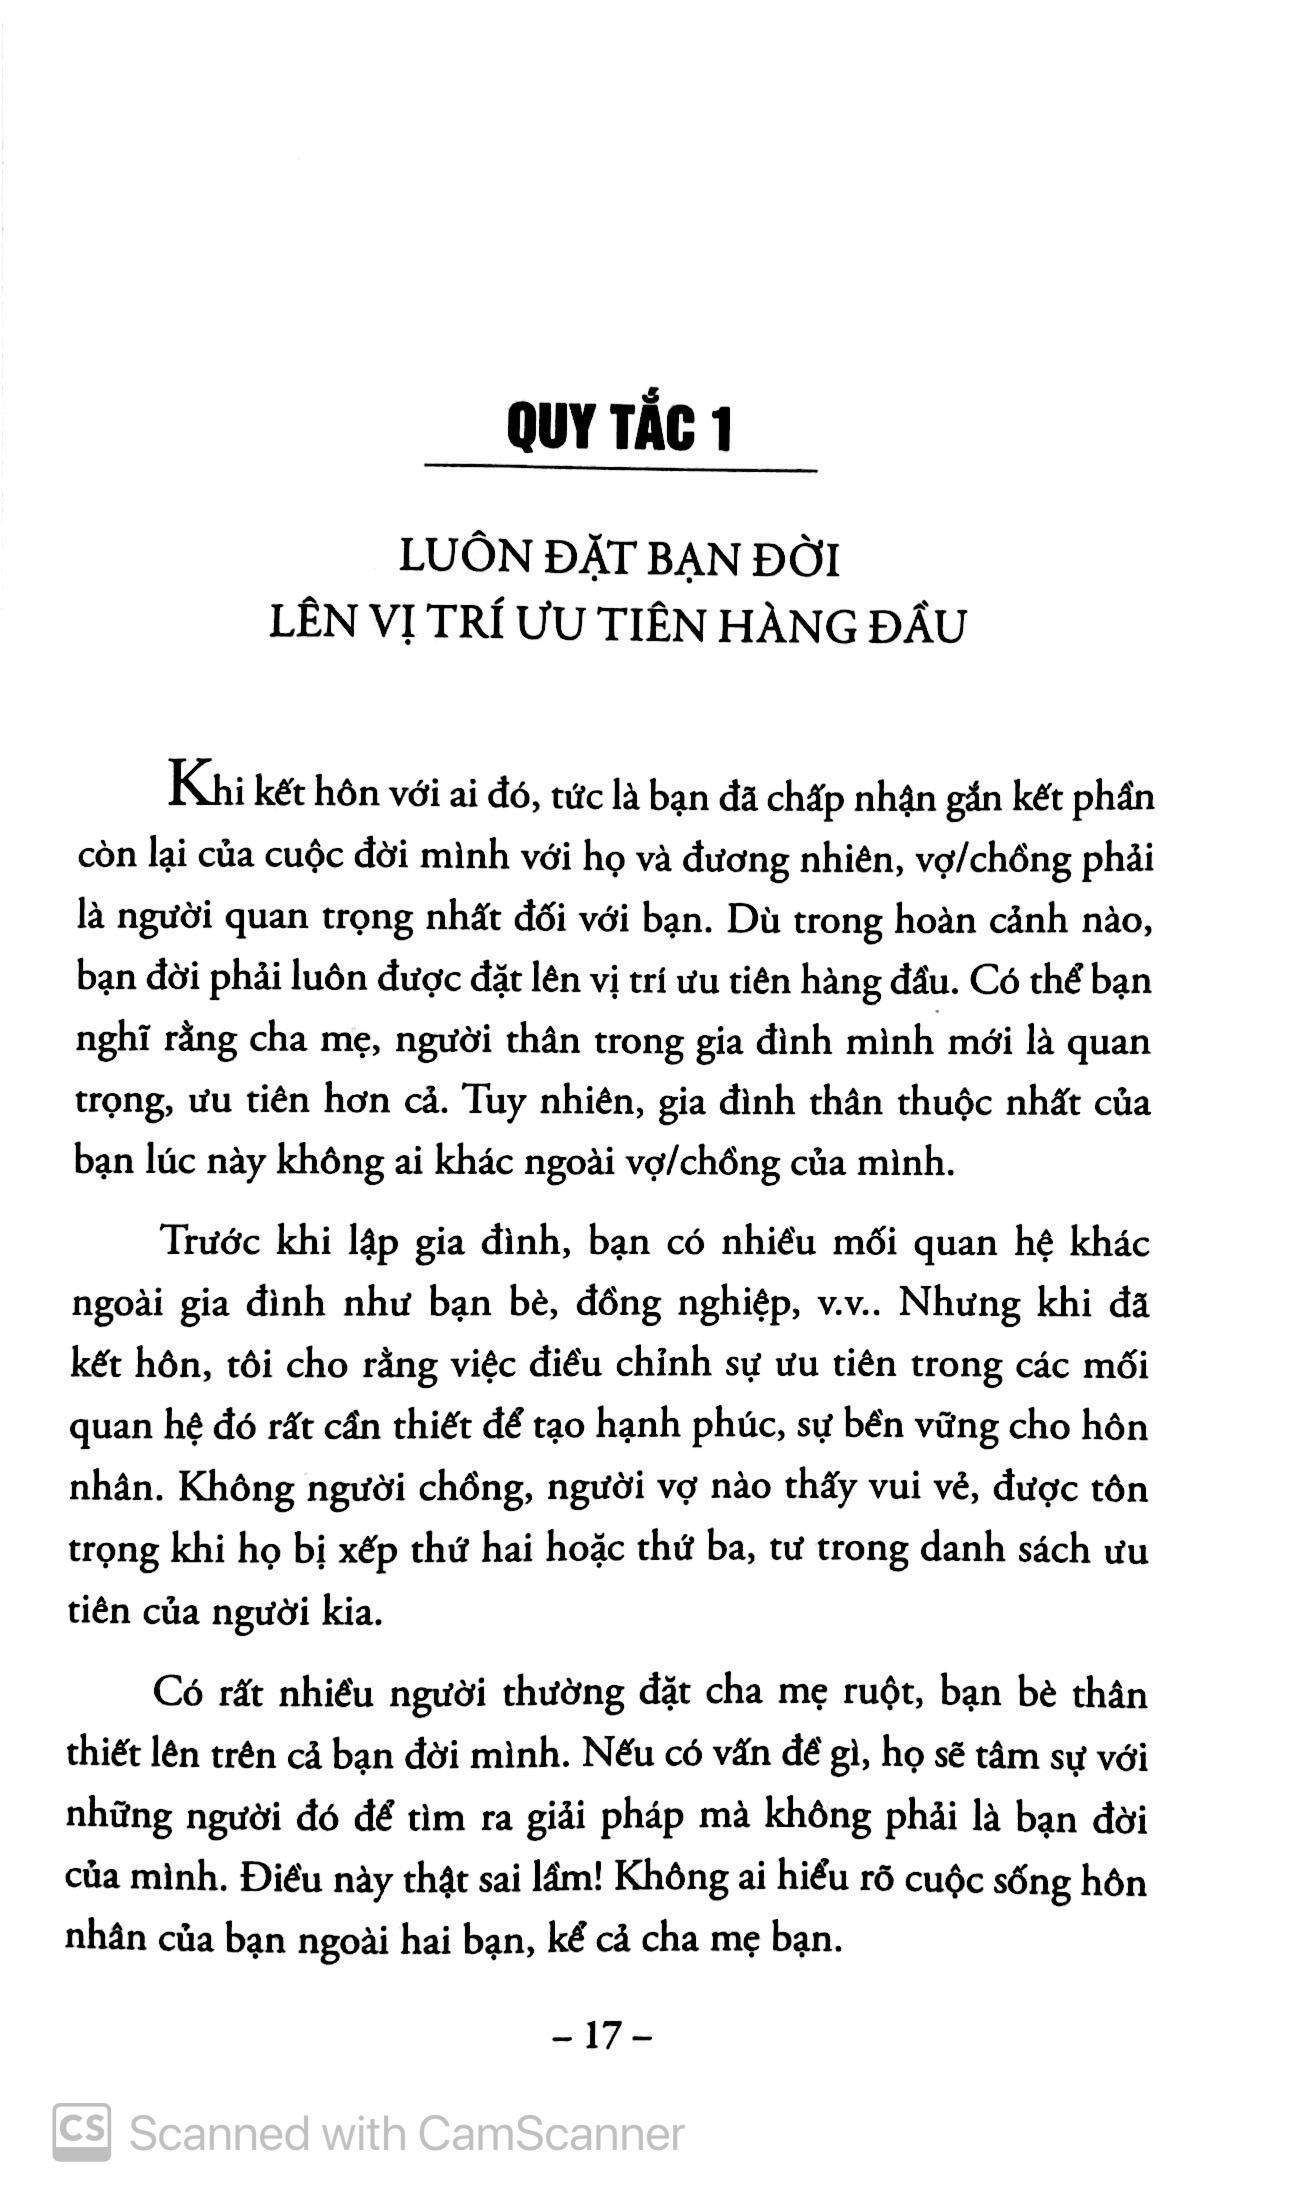 QUY TẮC 1
LUÔN ĐẶT BẠN ĐỜI
LÊN VỊ TRÍ ƯU TIÊN HÀNG ĐẦU
Khi kết hôn với ai đó, tức là bạn đã chấp nhận gắn kết phần
còn lại của cuộc đời mình với họ và đương nhiên, vợ/chồng phải
là người quan trọng nhất đối với bạn. Dù trong hoàn cảnh nào,
bạn đời phải luôn được đặt lên vị trí ưu tiên hàng đầu. Có thể bạn
nghĩ rằng cha mẹ, người thân trong gia đình mình mới là quan
trọng, ưu tiên hơn cả. Tuy nhiên, gia đình thân thuộc nhất của
bạn lúc này không ai khác ngoài vợ/chồng của mình.
Trước khi lập gia đình, bạn có nhiều mối quan hệ khác
ngoài gia đình như bạn bè, đồng nghiệp, v.v.. Nhưng khi đã
kết hôn, tôi cho rằng việc điều chỉnh sự ưu tiên trong các mối
quan hệ đó rất cần thiết để tạo hạnh phúc, sự bền vững cho hôn
nhân. Không người chồng, người vợ nào thấy vui vẻ, được tôn
trọng khi họ bị xếp thứ hai hoặc thứ ba, tư trong danh sách ưu
tiên của người kia.
Có rất nhiều người thường đặt cha mẹ ruột, bạn bè thân
thiết lên trên cả bạn đời mình. Nếu có vấn đề gì, họ sẽ tâm sự với
những người đó để tìm ra giải pháp mà không phải là bạn đời
của mình. Điều này thật sai lầm! Không ai hiểu rõ cuộc sống hôn
nhân của bạn ngoài hai bạn, kể cả cha mẹ bạn.
– 17 –
CS Scanned with CamScanner